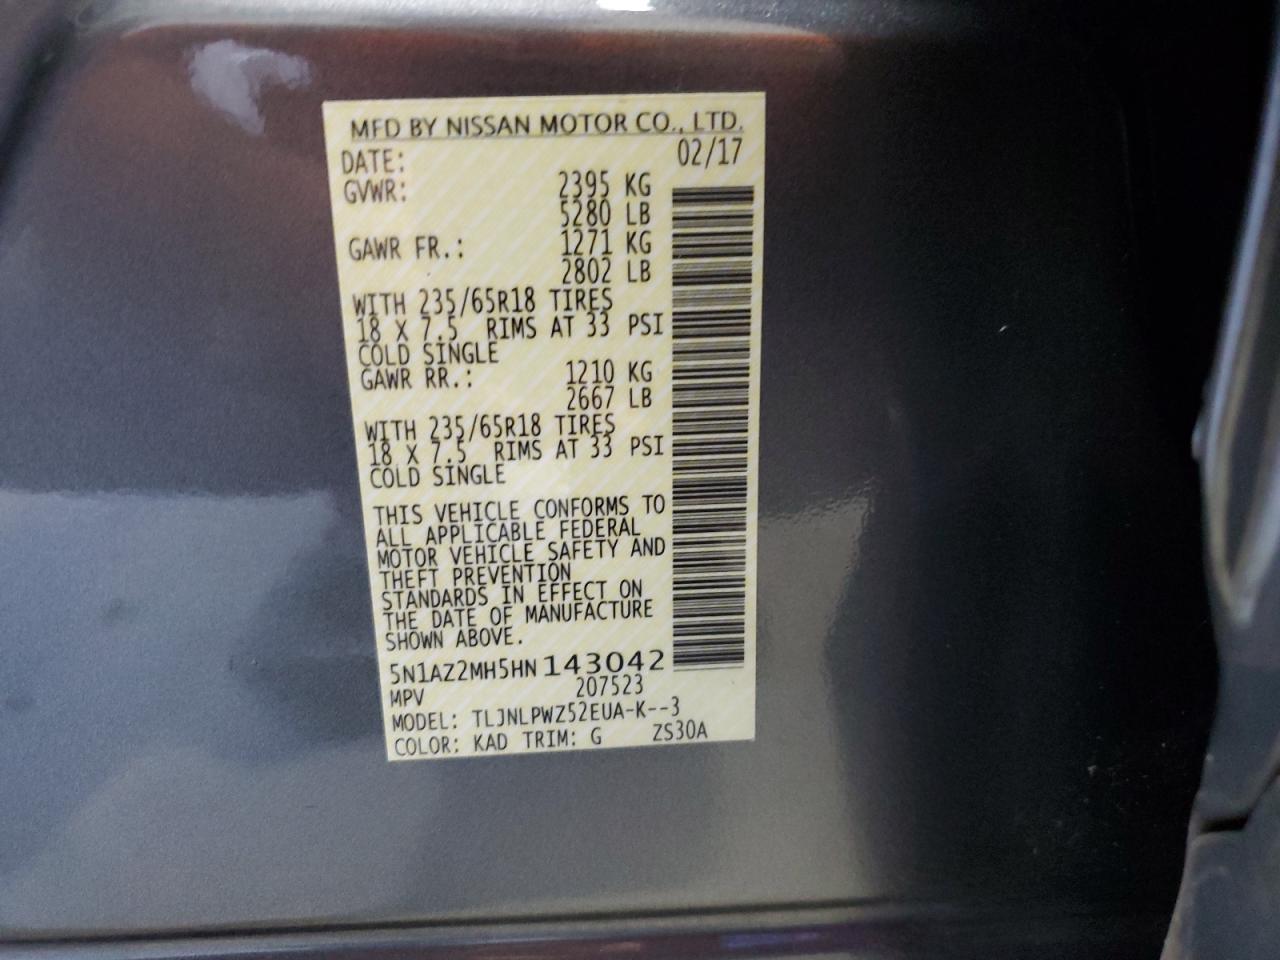 MFD BY NISSAN MOTOR CO., LTD.
DATE: 02/17
GVWR: 2395 KG
5280 LB
GAWR FR.: 1271 KG
2802 LB
WITH 235/65R18 TIRES
18 X 7.5 RIMS AT 33 PSI
COLD SINGLE
GAWR RR.: 1210 KG
2667 LB
WITH 235/65R18 TIRES
18 X 7.5 RIMS AT 33 PSI
COLD SINGLE
THIS VEHICLE CONFORMS TO
ALL APPLICABLE FEDERAL
MOTOR VEHICLE SAFETY AND
THEFT PREVENTION
STANDARDS IN EFFECT ON
THE DATE OF MANUFACTURE
SHOWN ABOVE.
5N1AZ2MH5HN143042
MPV 207523
MODEL: TLJNLPWZ52EUA-K--3
COLOR: KAD TRIM: G ZS30A